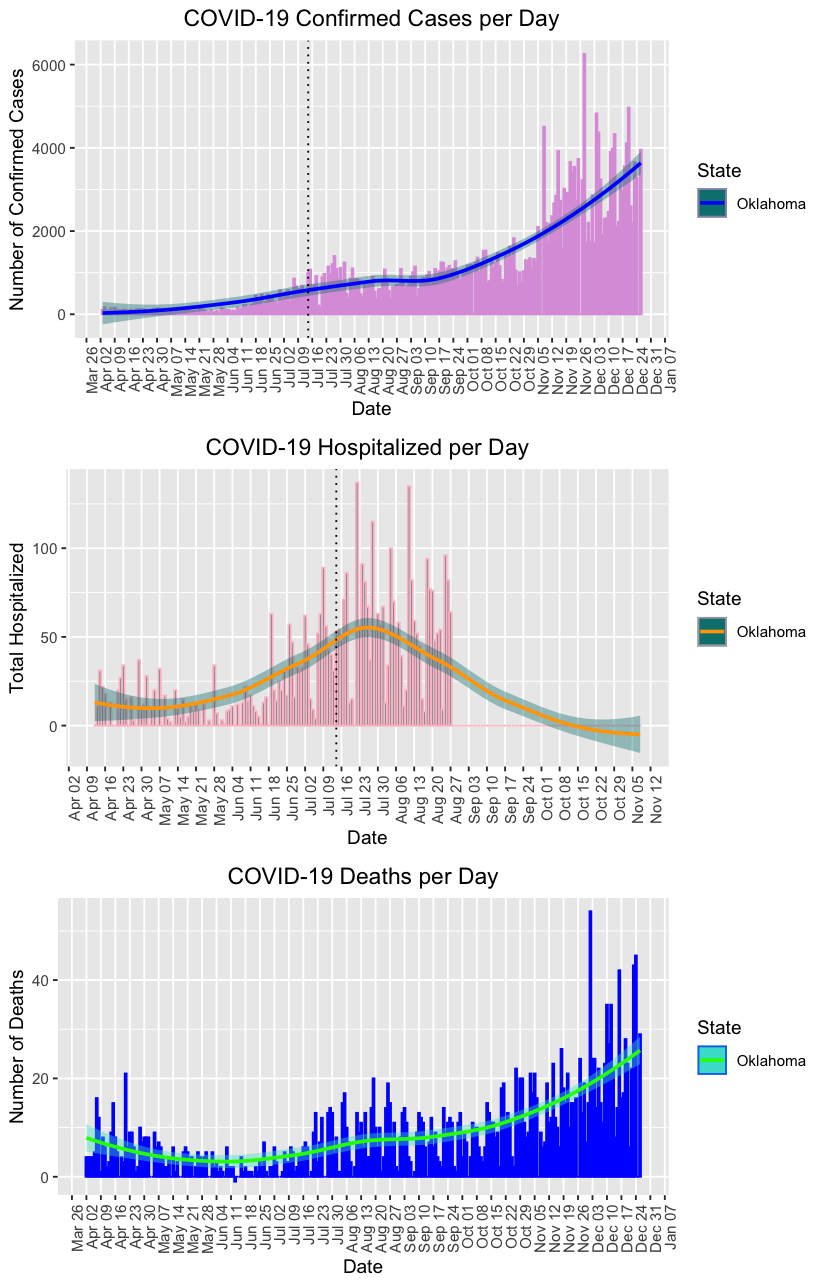 COVID-19 Confirmed Cases per Day
Number of Confirmed Cases
6000
4000
2000
0
Mar 26 Apr 02 Apr 09 Apr 16 Apr 23 Apr 30 May 07 May 14 May 21 May 28 Jun 04 Jun 11 Jun 18 Jun 25 Jul 02 Jul 09 Jul 16 Jul 23 Jul 30 Aug 06 Aug 13 Aug 20 Aug 27 Sep 03 Sep 10 Sep 17 Sep 24 Oct 01 Oct 08 Oct 15 Oct 22 Oct 29 Nov 05 Nov 12 Nov 19 Nov 26 Dec 03 Dec 10 Dec 17 Dec 24 Dec 31 Jan 07
Date
State
Oklahoma
COVID-19 Hospitalized per Day
Total Hospitalized
100
50
0
Apr 02 Apr 09 Apr 16 Apr 23 Apr 30 May 07 May 14 May 21 May 28 Jun 04 Jun 11 Jun 18 Jun 25 Jul 02 Jul 09 Jul 16 Jul 23 Jul 30 Aug 06 Aug 13 Aug 20 Aug 27 Sep 03 Sep 10 Sep 17 Sep 24 Oct 01 Oct 08 Oct 15 Oct 22 Oct 29 Nov 05 Nov 12
Date
State
Oklahoma
COVID-19 Deaths per Day
Number of Deaths
40
20
0
Mar 26 Apr 02 Apr 09 Apr 16 Apr 23 Apr 30 May 07 May 14 May 21 May 28 Jun 04 Jun 11 Jun 18 Jun 25 Jul 02 Jul 09 Jul 16 Jul 23 Jul 30 Aug 06 Aug 13 Aug 20 Aug 27 Sep 03 Sep 10 Sep 17 Sep 24 Oct 01 Oct 08 Oct 15 Oct 22 Oct 29 Nov 05 Nov 12 Nov 19 Nov 26 Dec 03 Dec 10 Dec 17 Dec 24 Dec 31 Jan 07
Date
State
Oklahoma